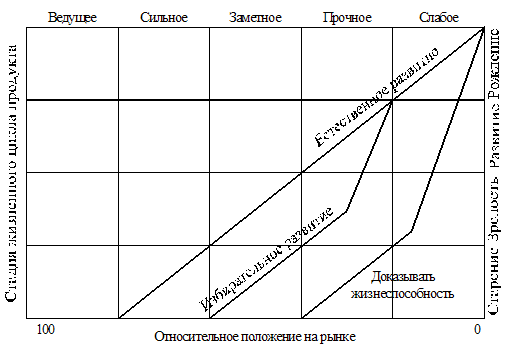 Ведущее Сильное Заметное Прочное Слабое
Стадии жизненного цикла продукта
Старение Зрелость Развитие Рождение
Естественное развитие
Избирательное развитие
Доказывать
жизнеспособность
100 0
Относительное положение на рынке